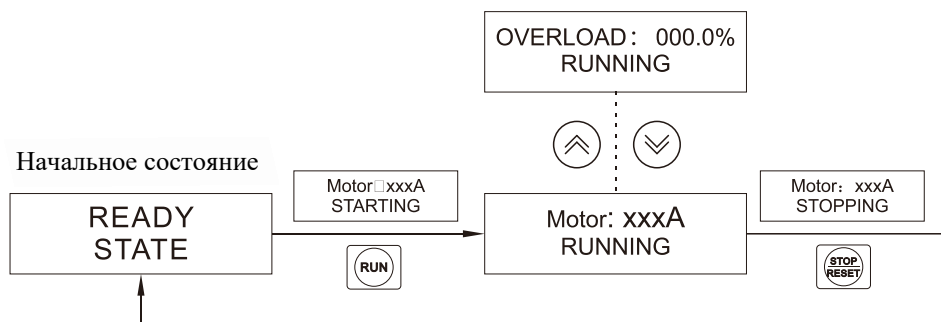 OVERLOAD: 000.0%
RUNNING
Начальное состояние
READY
STATE
Motor□xxxA
STARTING
RUN
Motor: xxxA
RUNNING
Motor: xxxA
STOPPING
STOP
RESET